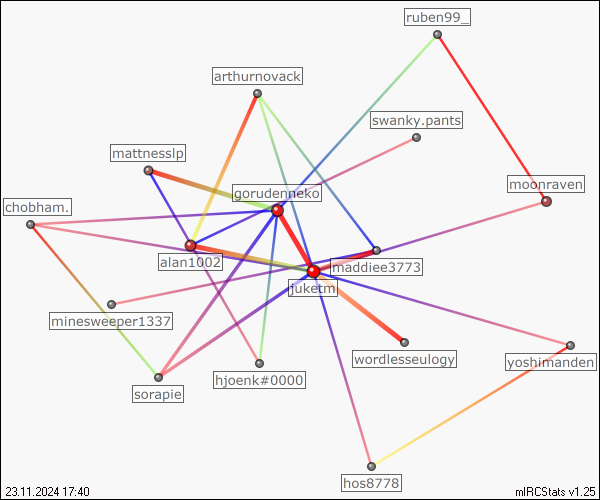 ruben99_
arthurnovack
swanky.pants
mattnesslp
moonraven
gorudenneko
chobham.
alan1002
maddiee3773
juketm
minesweeper1337
wordlesseulogy
yoshimanden
hjoenk#0000
sorapie
hos8778
23.11.2024 17:40
mIRCStats v1.25